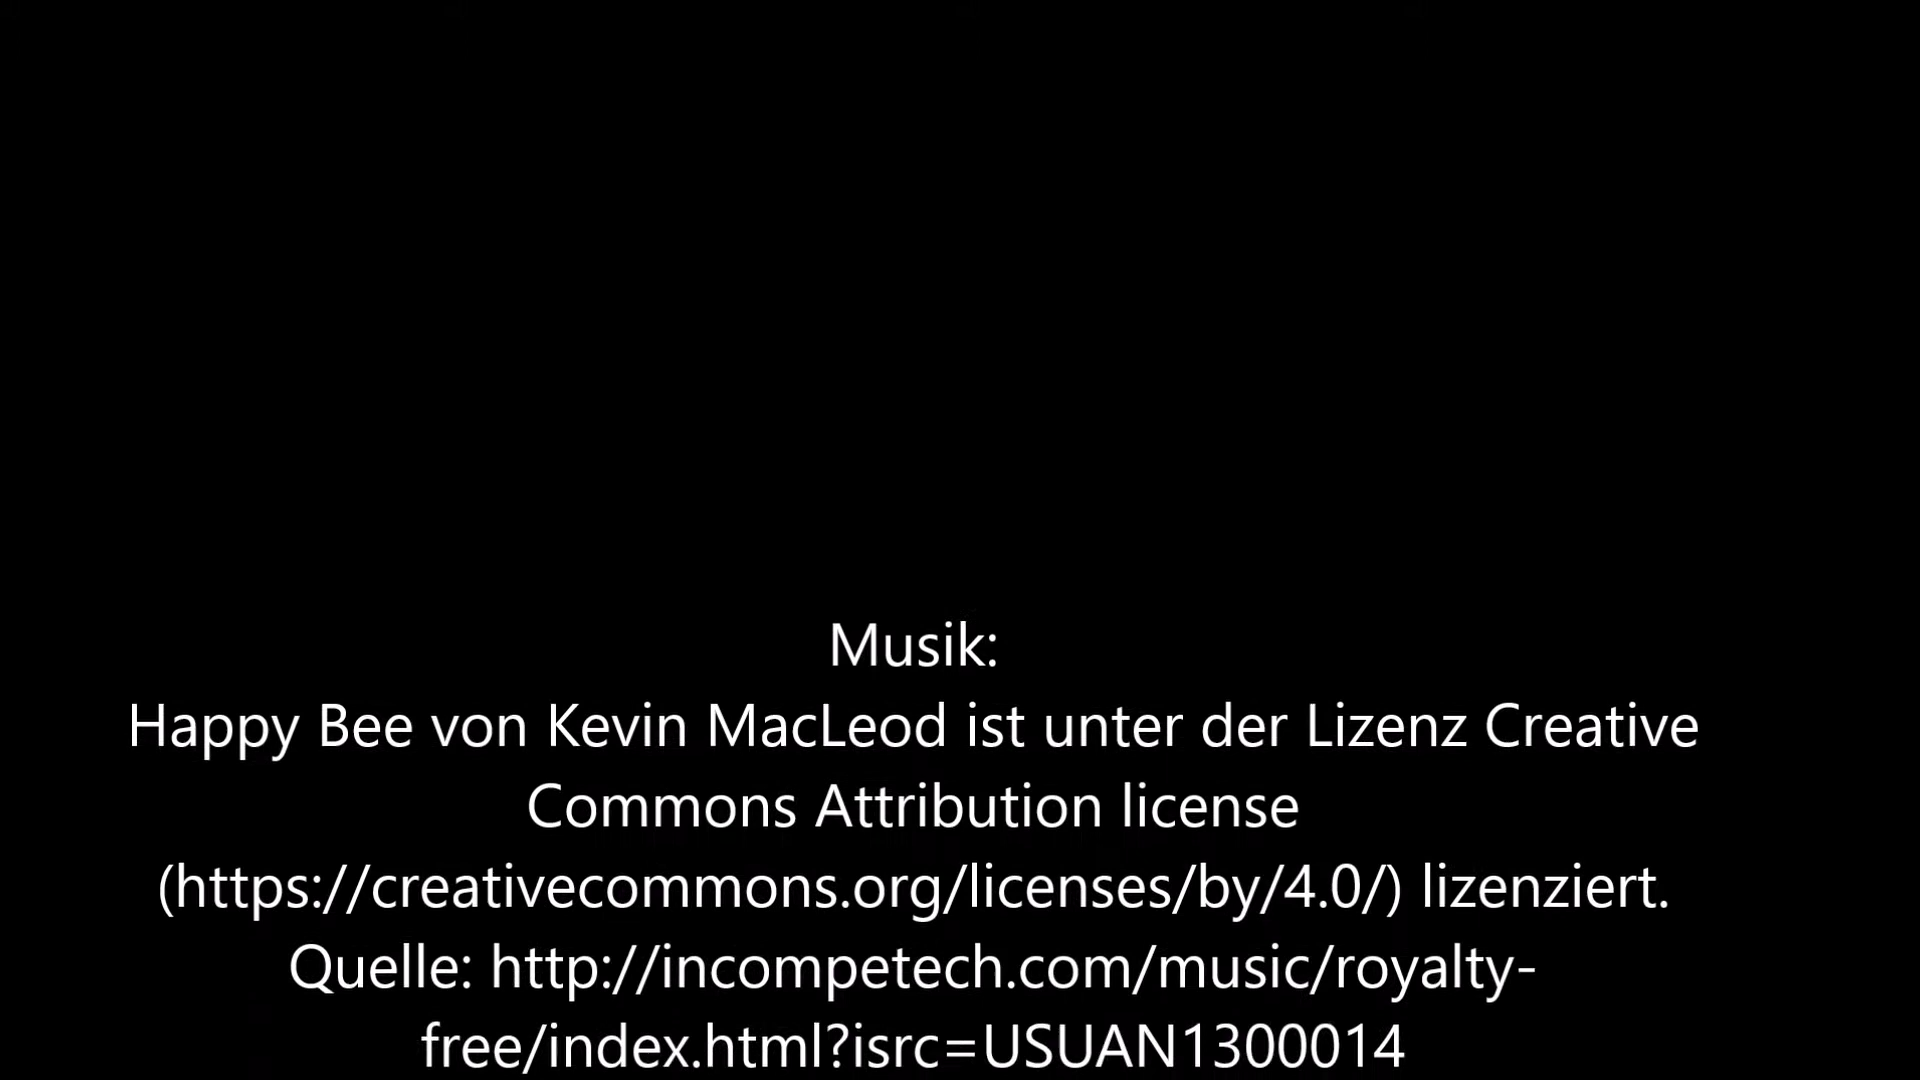 Musik:
Happy Bee von Kevin MacLeod ist unter der Lizenz Creative
Commons Attribution license
(https://creativecommons.org/licenses/by/4.0/) lizenziert.
Quelle: http://incompetech.com/music/royalty-
free/index.html?isrc=USUAN1300014